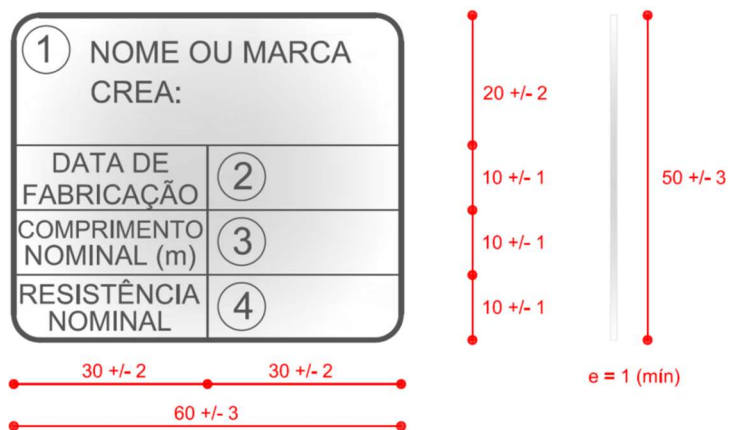 1 NOME OU MARCA
CREA:
DATA DE
FABRICAÇÃO 2
COMPRIMENTO
NOMINAL (m) 3
RESISTÊNCIA
NOMINAL 4
20 +/- 2
10 +/- 1
10 +/- 1
10 +/- 1
50 +/- 3
30 +/- 2 30 +/- 2
60 +/- 3
e = 1 (mín)